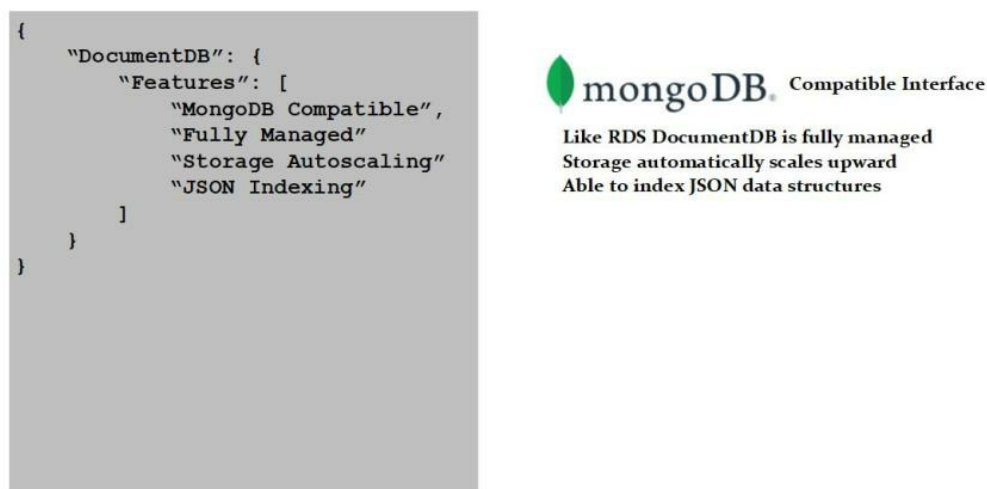 {
“DocumentDB”: {
“Features”: [
“MongoDB Compatible”,
“Fully Managed”
“Storage Autoscaling”
“JSON Indexing”
]
}
}
mongoDB® Compatible Interface
Like RDS DocumentDB is fully managed
Storage automatically scales upward
Able to index JSON data structures